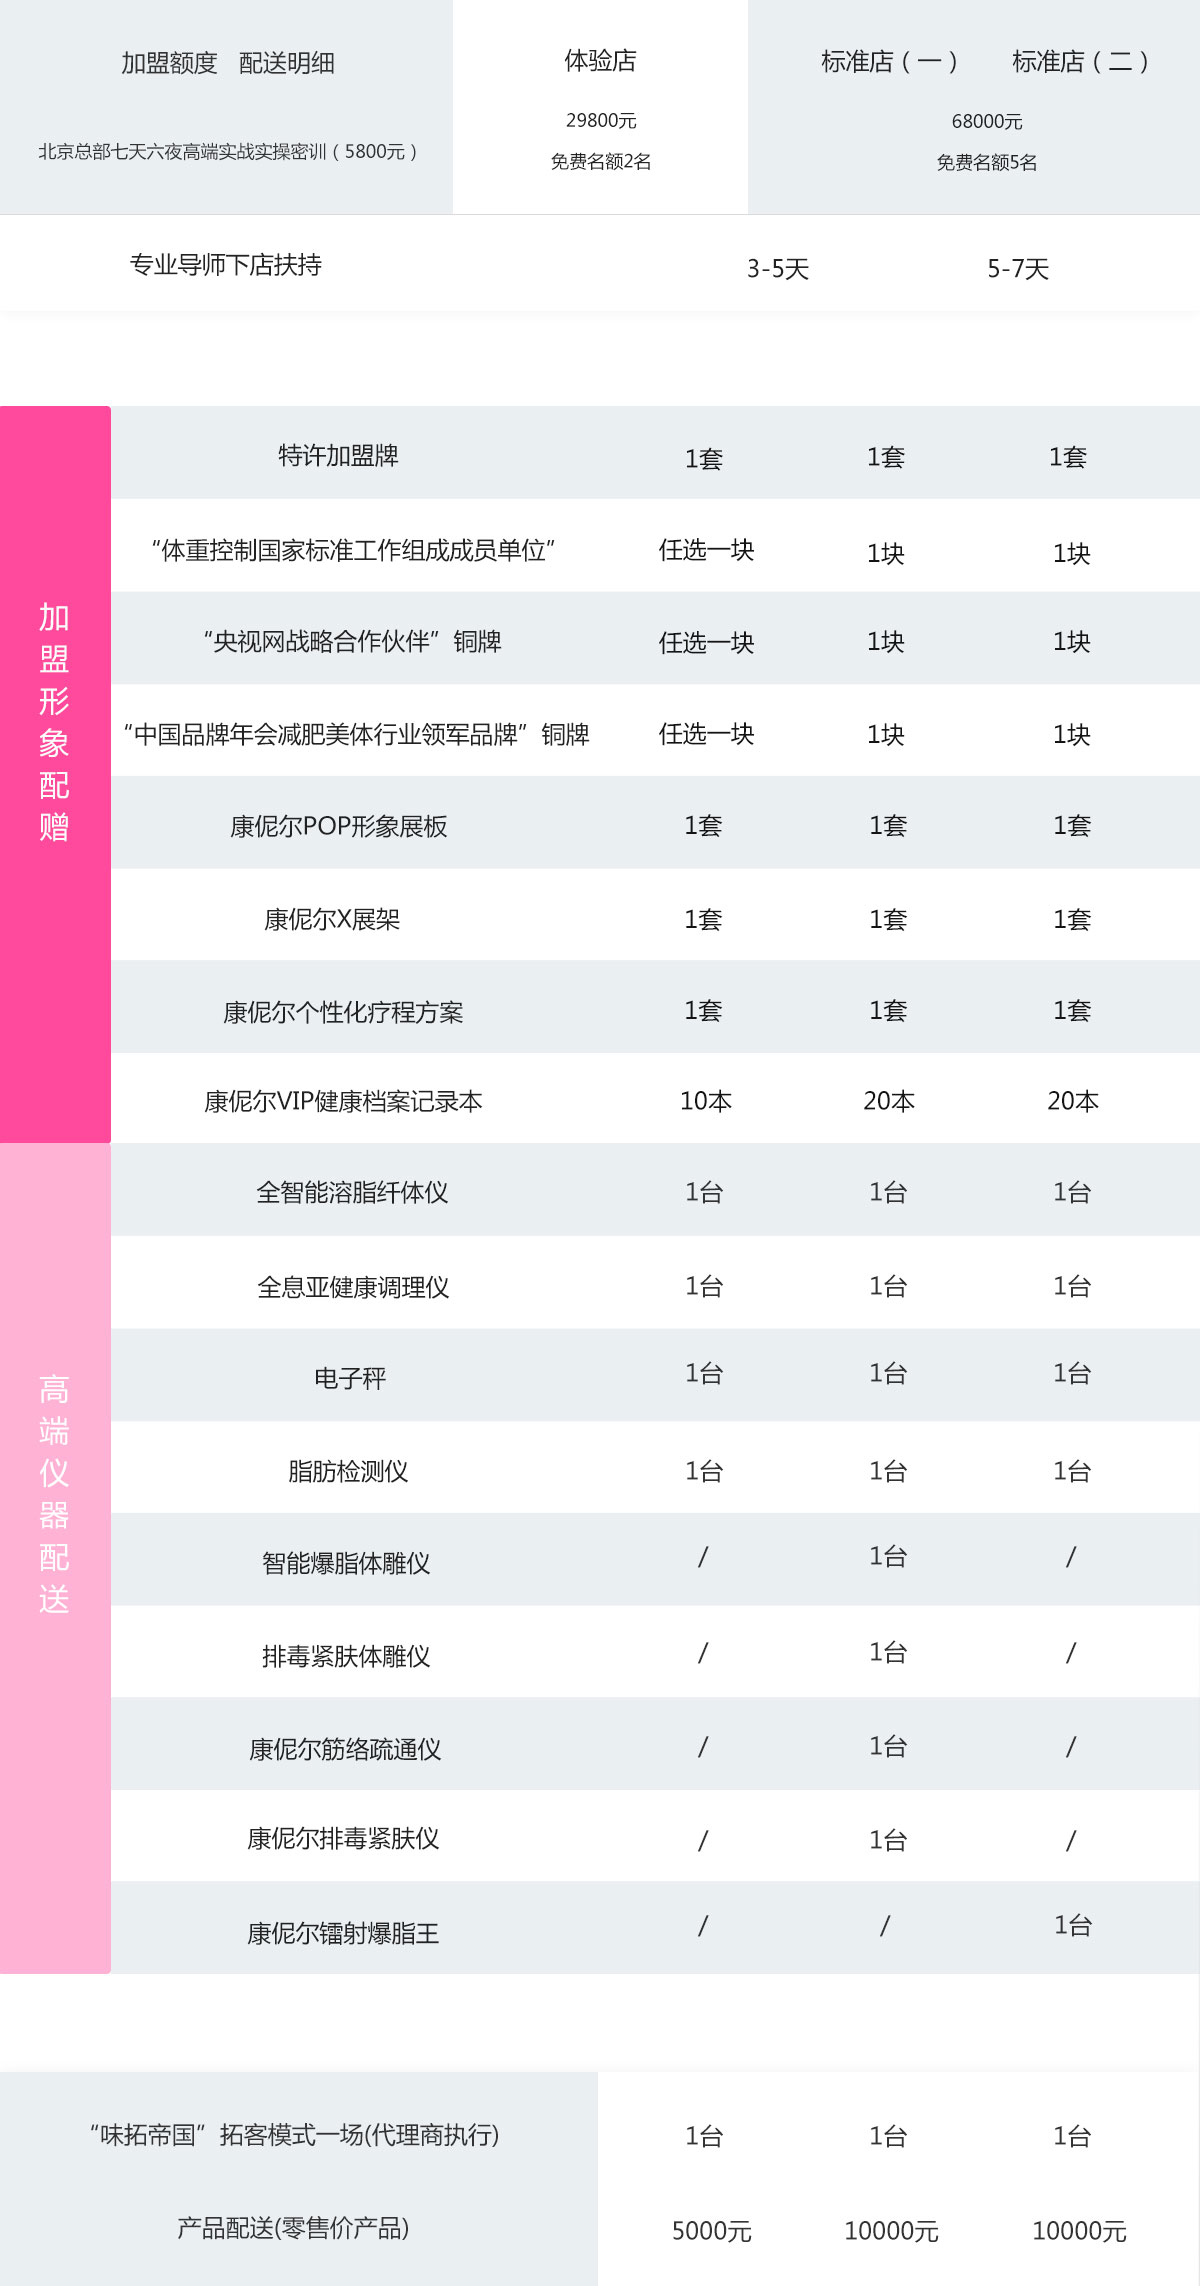 加盟额度 配送明细 体验店 标准店（一） 标准店（二）
29800元 68000元
北京总部七天六夜高端实战实操密训（5800元） 免费名额2名 免费名额5名
专业导师下店扶持 3-5天 5-7天
加盟形象配赠
特许加盟牌 1套 1套 1套
“体重控制国家标准工作组成成员单位” 任选一块 1块 1块
“央视网战略合作伙伴”铜牌 任选一块 1块 1块
“中国品牌年会减肥美体行业领军品牌”铜牌 任选一块 1块 1块
康伲尔POP形象展板 1套 1套 1套
康伲尔X展架 1套 1套 1套
康伲尔个性化疗程方案 1套 1套 1套
康伲尔VIP健康档案记录本 10本 20本 20本
高端仪器配送
全智能溶脂纤体仪 1台 1台 1台
全息亚健康调理仪 1台 1台 1台
电子秤 1台 1台 1台
脂肪检测仪 1台 1台 1台
智能爆脂体雕仪 / 1台 /
排毒紧肤体雕仪 / 1台 /
康伲尔筋络疏通仪 / 1台 /
康伲尔排毒紧肤仪 / 1台 /
康伲尔镭射爆脂王 / / 1台
“味拓帝国”拓客模式一场(代理商执行) 1台 1台 1台
产品配送(零售价产品) 5000元 10000元 10000元